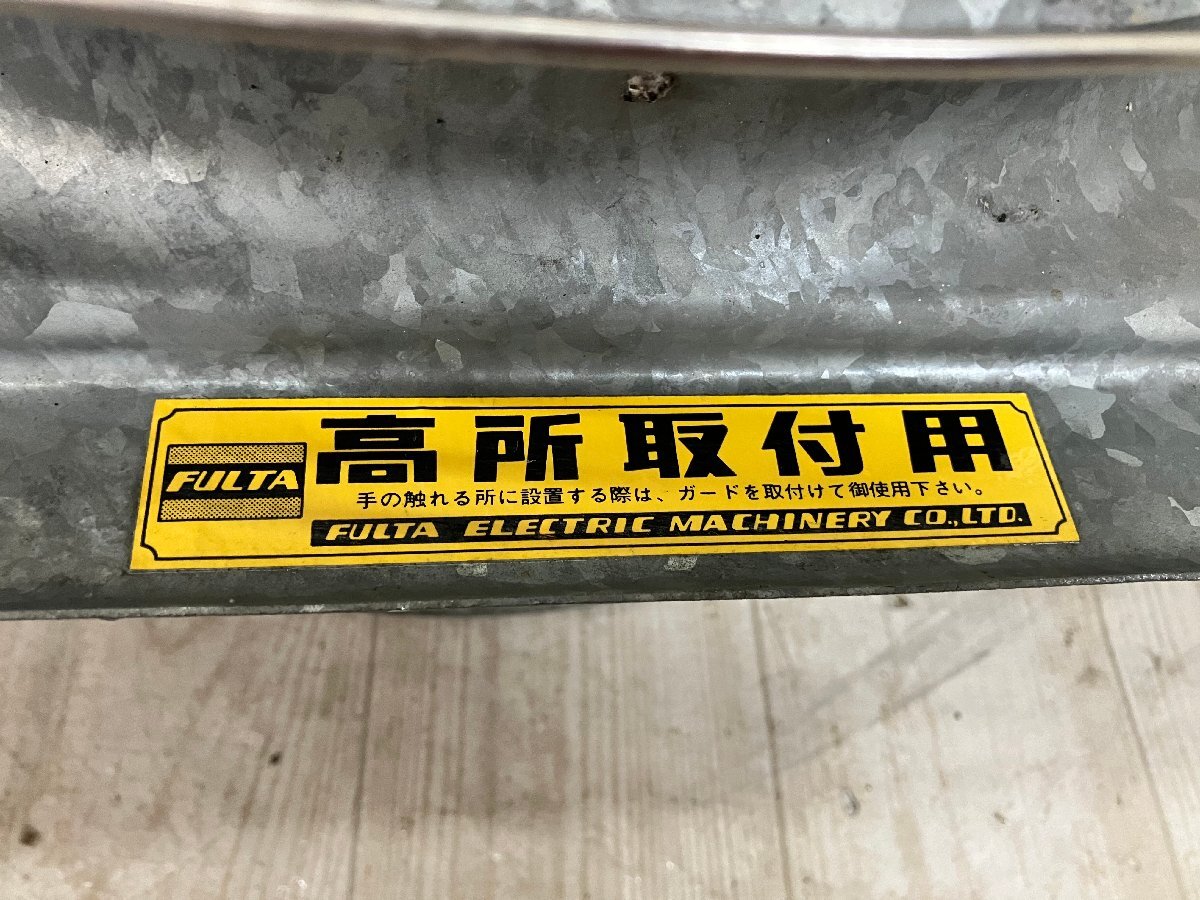 FULTA
高所取付用
手の触れる所に設置する際は、ガードを取付けて御使用下さい。
FULTA ELECTRIC MACHINERY CO.,LTD.